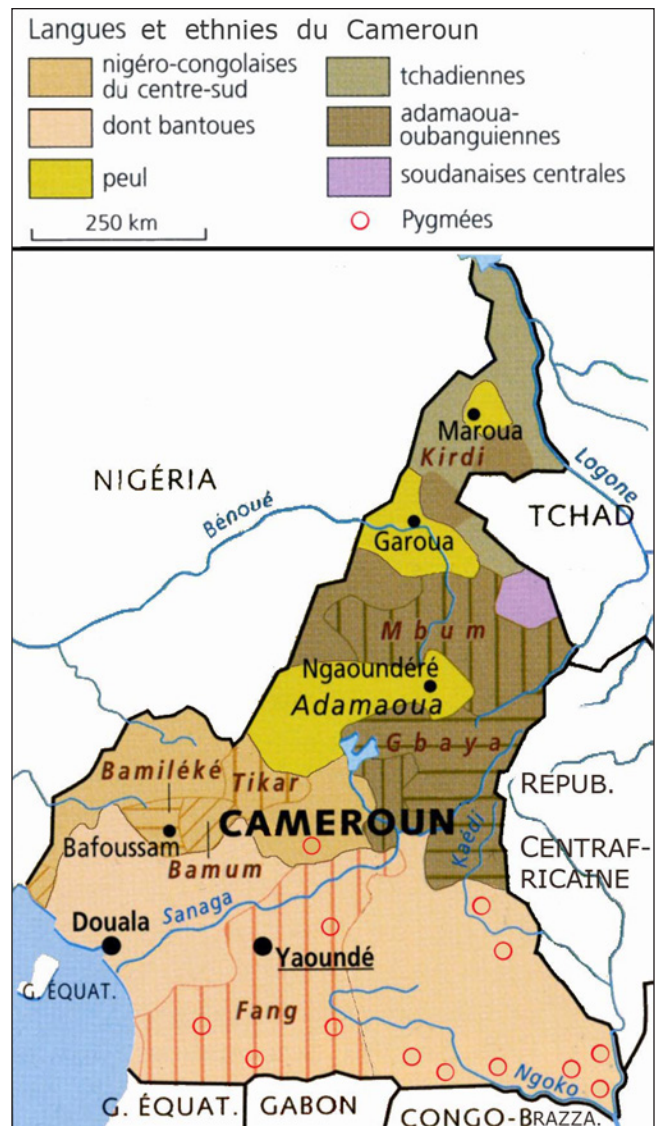 Langues et ethnies du Cameroun
nigéro-congolaises
du centre-sud
dont bantoues
peul
250 km
tchadiennes
adamaoua-
oubanguiennes
soudanaises centrales
Pygmées
Maroua
Kirdi
Logone
NIGÉRIA
Bénoué
TCHAD
Garoua
Mbum
Ngaoundéré
Adamaoua
Gbaya
Bamiléké
Tikar
RÉPUB.
CAMEROUN
Bafoussam
Kaédi
CENTRAF-
RICAINE
Bamum
Douala
Sanaga
Yaoundé
G. ÉQUAT.
Fang
Ngoko
G. ÉQUAT.
GABON
CONGO-BRAZZA.